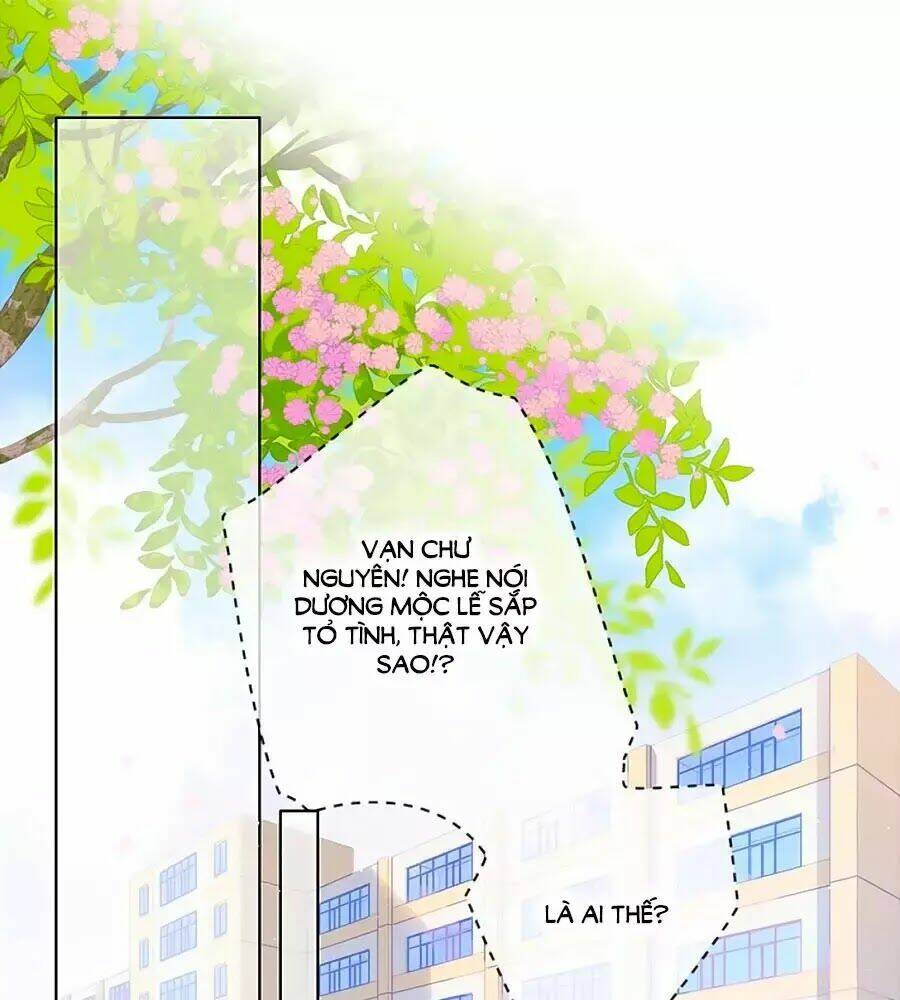 VẠN CHƯ
NGUYÊN! NGHE NÓI
DƯƠNG MỘC LỄ SẮP
TỎ TÌNH, THẬT VẬY
SAO!?
LÀ AI THẾ?